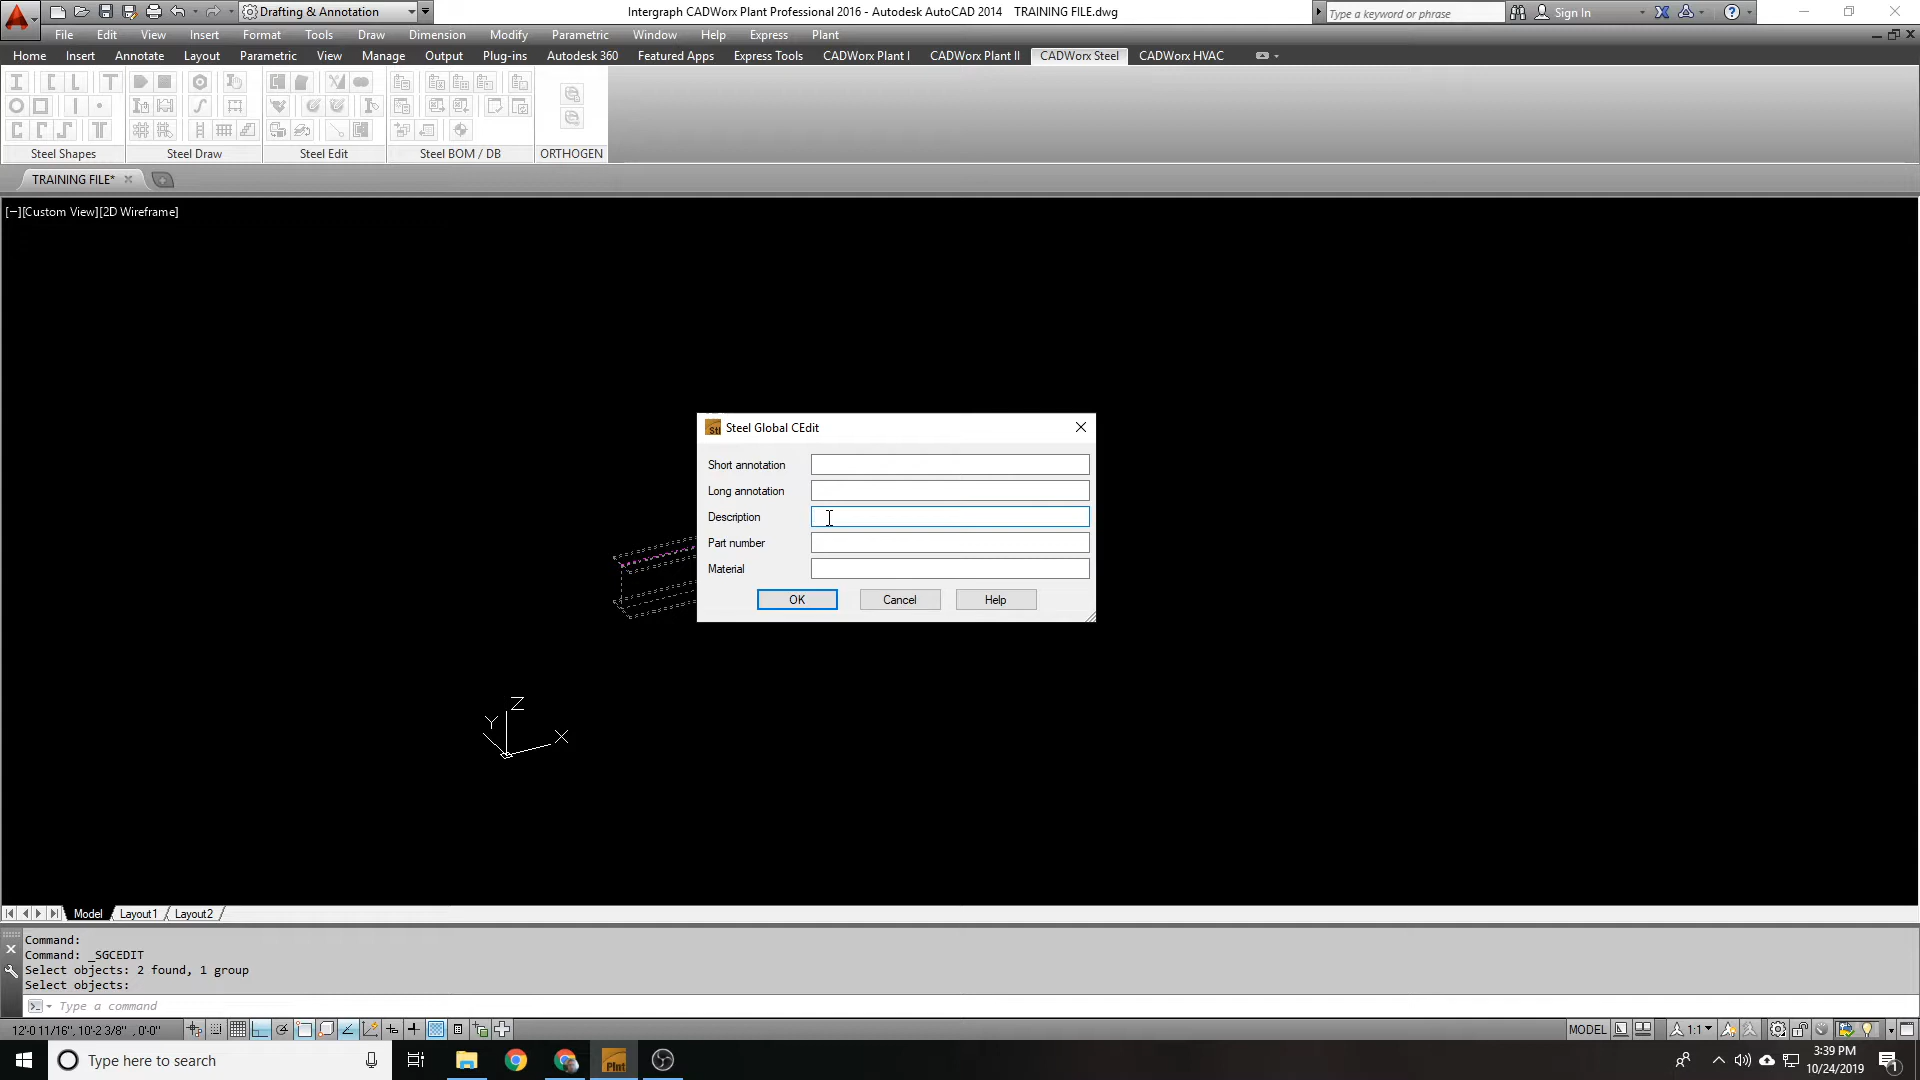 Drafting & Annotation
Intergraph CADWorx Plant Professional 2016 - Autodesk AutoCAD 2014 TRAINING FILE.dwg
Type a keyword or phrase
Sign In
File Edit View Insert Format Tools Draw Dimension Modify Parametric Window Help Express Plant
Home Insert Annotate Layout Parametric View Manage Output Plug-ins Autodesk 360 Featured Apps Express Tools CADWorx Plant I CADWorx Plant II CADWorx Steel CADWorx HVAC
Steel Shapes Steel Draw Steel Edit Steel BOM / DB ORTHOGEN
TRAINING FILE*
[−][Custom View][2D Wireframe]
Stl Steel Global CEdit
Short annotation
Long annotation
Description
Part number
Material
OK Cancel Help
Z
Y
X
Model Layout1 Layout2
Command:
Command: _SGCEDIT
Select objects: 2 found, 1 group
Select objects:
Type a command
12'-0 11/16", 10'-2 3/8" , 0'-0"
MODEL
1:1
Type here to search
Plnt
3:39 PM
10/24/2019
1